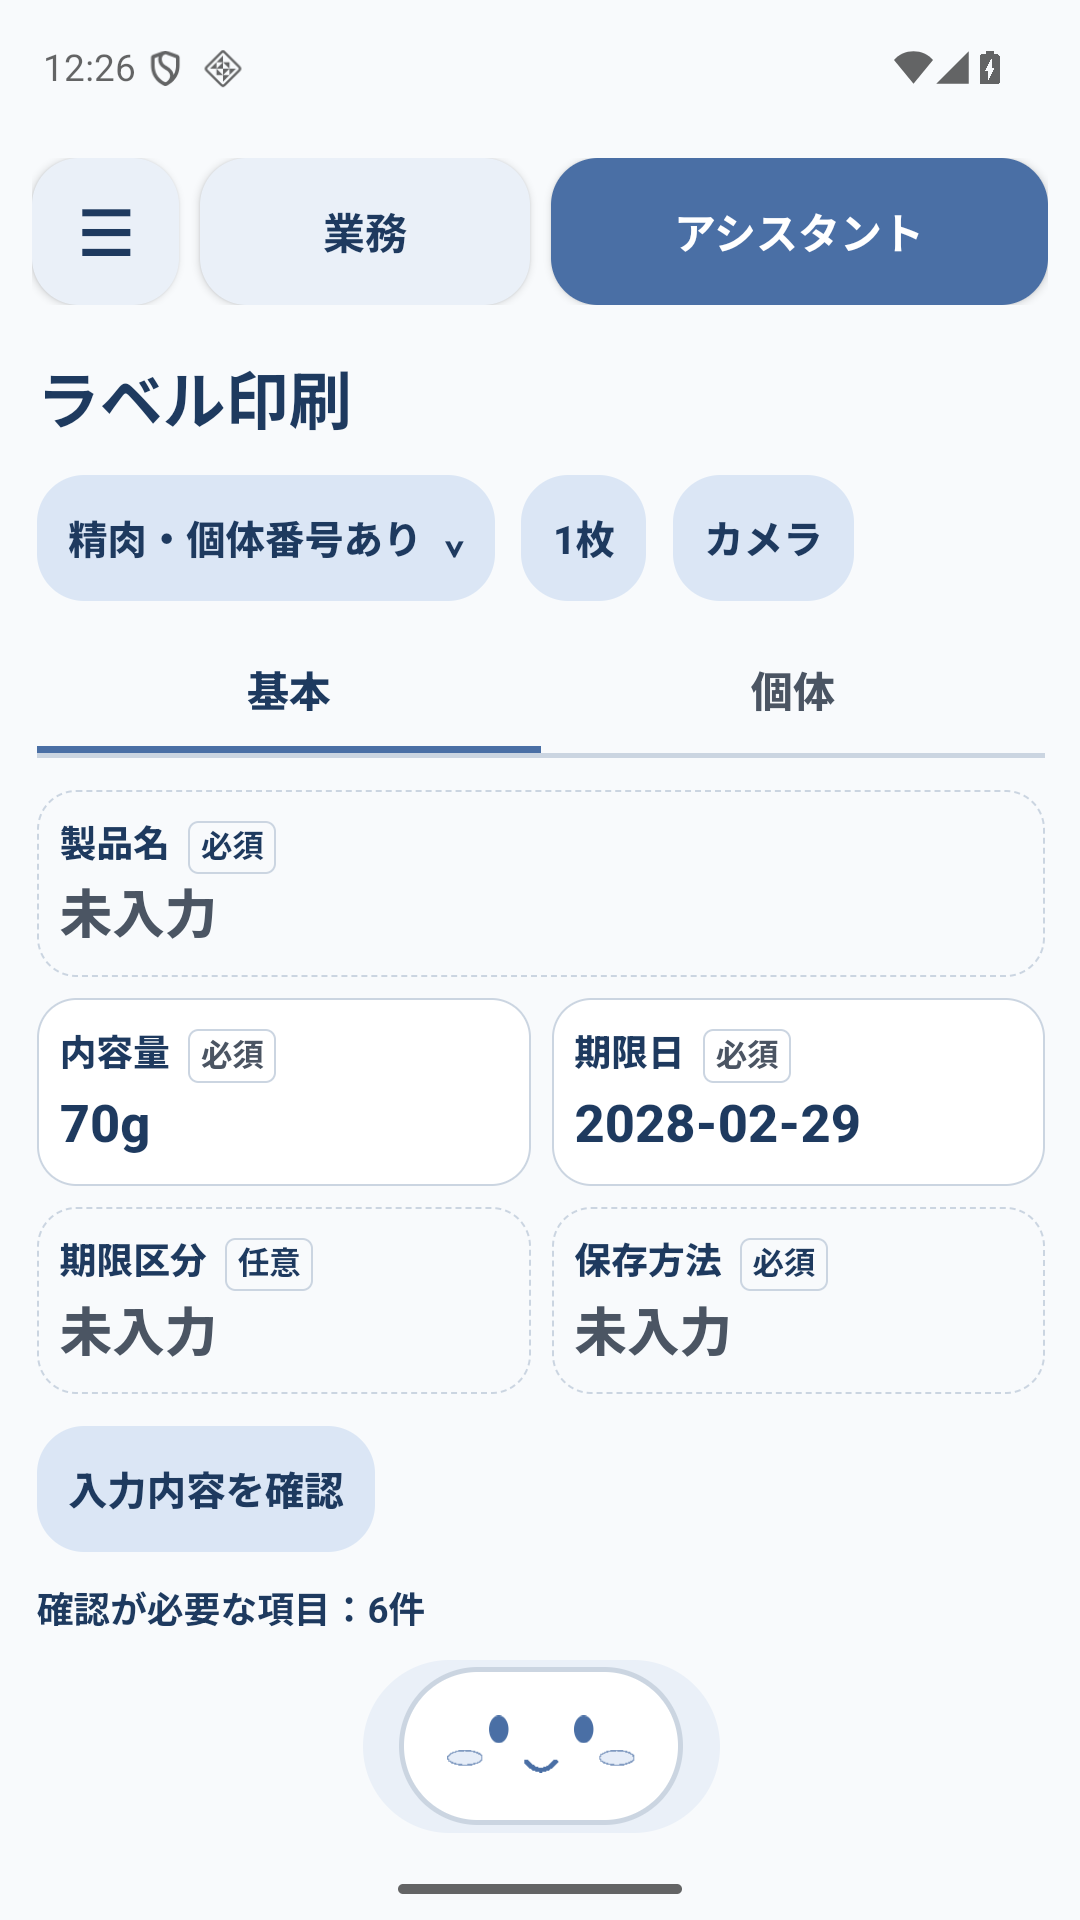 12:26
☰ 業務 アシスタント
ラベル印刷
精肉・個体番号あり ˅ 1枚 カメラ
基本 個体
製品名 必須
未入力
内容量 必須 期限日 必須
70g 2028-02-29
期限区分 任意 保存方法 必須
未入力 未入力
入力内容を確認
確認が必要な項目：6件